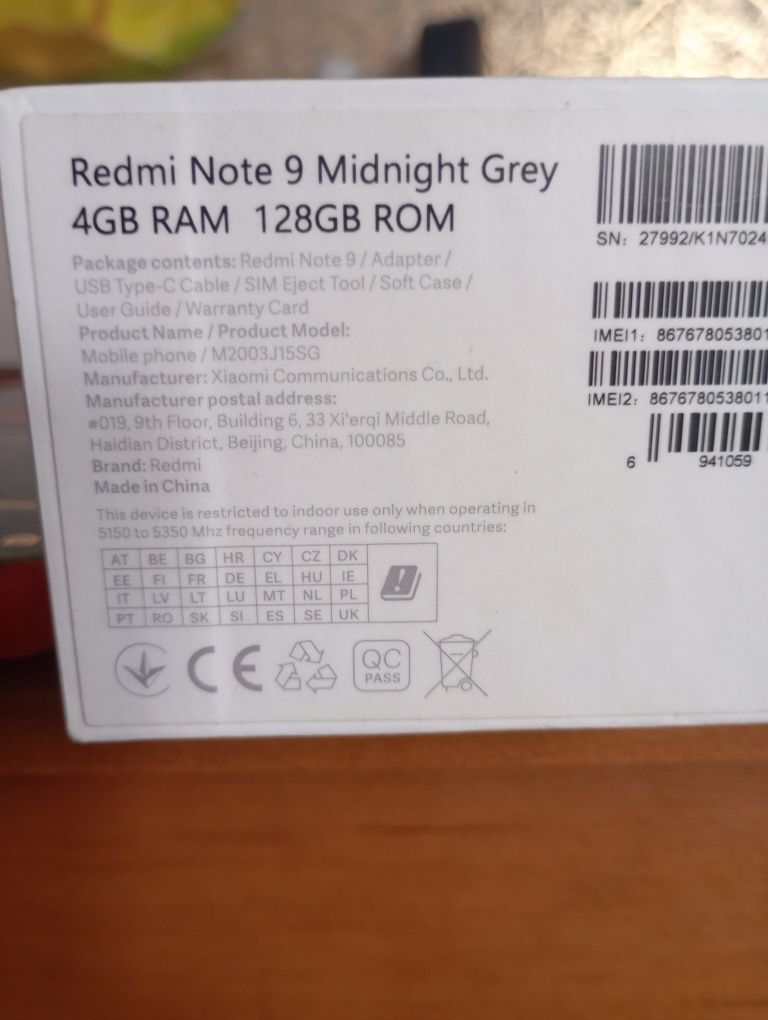 Redmi Note 9 Midnight Grey
4GB RAM 128GB ROM
Package contents: Redmi Note 9 / Adapter /
USB Type-C Cable / SIM Eject Tool / Soft Case /
User Guide / Warranty Card
Product Name / Product Model:
Mobile phone / M2003J15SG
Manufacturer: Xiaomi Communications Co., Ltd.
Manufacturer postal address:
#019, 9th Floor, Building 6, 33 Xi'erqi Middle Road,
Haidian District, Beijing, China, 100085
Brand: Redmi
Made in China
This device is restricted to indoor use only when operating in
5150 to 5350 Mhz frequency range in following countries:
AT BE BG HR CY CZ DK
EE FI FR DE EL HU IE
IT LV LT LU MT NL PL
PT RO SK SI ES SE UK
CE
QC
PASS
SN: 27992/K1N7024
IMEI1: 867678053801
IMEI2: 8676780538011
6 941059